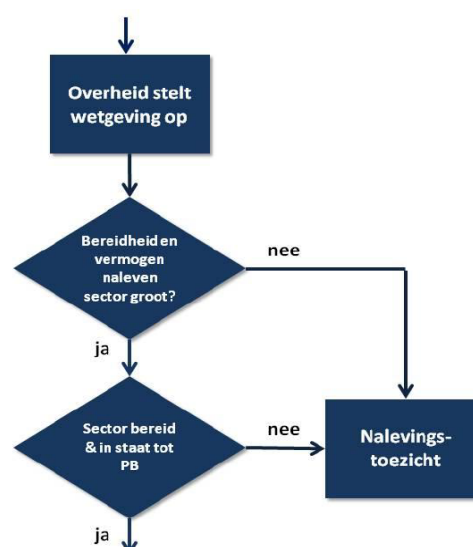 Overheid stelt
wetgeving op
Bereidheid en
vermogen
naleven
sector groot?
nee
ja
Sector bereid
& in staat tot
PB
nee
Nalevings-
toezicht
ja